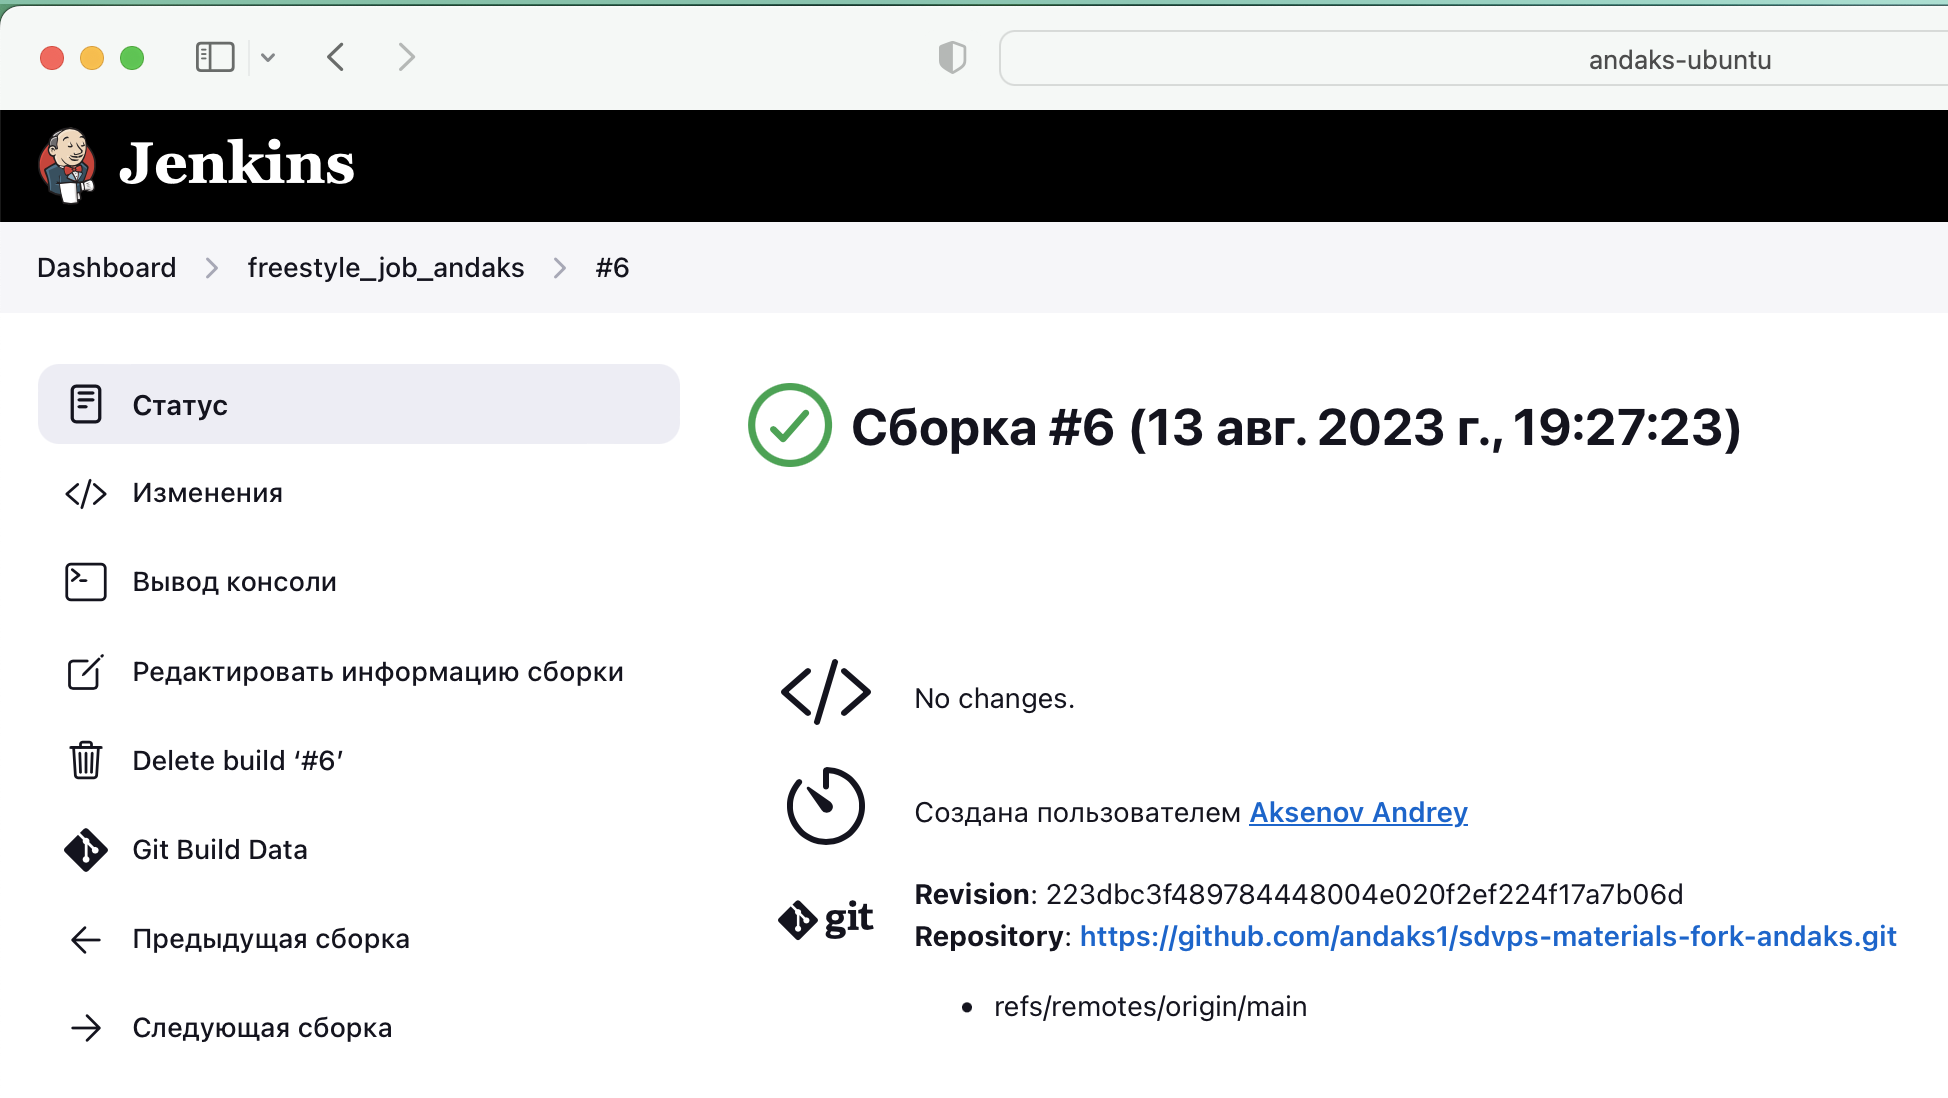 andaks-ubuntu
Jenkins
Dashboard > freestyle_job_andaks > #6
Статус
Изменения
Вывод консоли
Редактировать информацию сборки
Delete build ‘#6’
Git Build Data
Предыдущая сборка
Следующая сборка
Сборка #6 (13 авг. 2023 г., 19:27:23)
No changes.
Создана пользователем Aksenov Andrey
git
Revision: 223dbc3f489784448004e020f2ef224f17a7b06d
Repository: https://github.com/andaks1/sdvps-materials-fork-andaks.git
• refs/remotes/origin/main